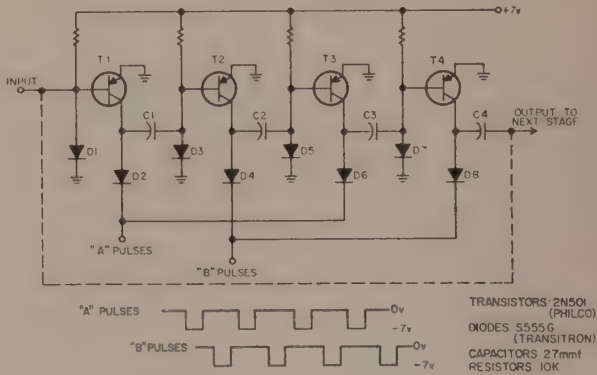 +7v
T1 T2 T3 T4
INPUT
C1 C2 C3 C4
OUTPUT TO
NEXT STAGE
D1 D3 D5 D7
D2 D4 D6 D8
"A" PULSES
"B" PULSES
"A" PULSES 0v
-7v
"B" PULSES 0v
-7v
TRANSISTORS 2N501
(PHILCO)
DIODES S555G
(TRANSITRON)
CAPACITORS 27mmf
RESISTORS 10K